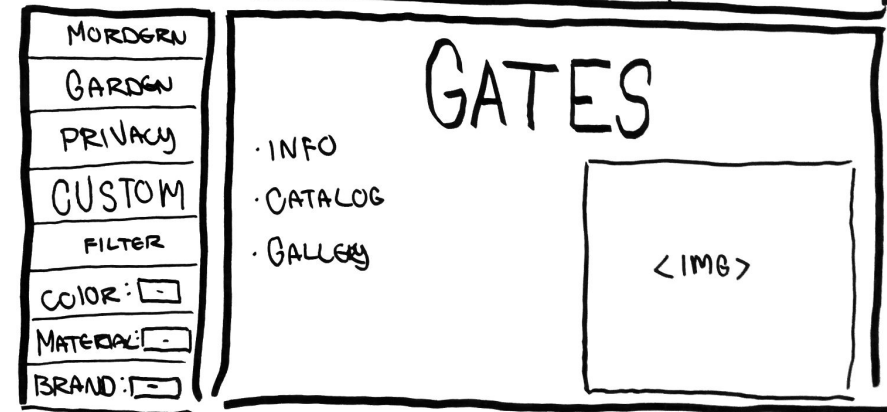 MORDERN
GARDEN
PRIVACY
CUSTOM
FILTER
COLOR: -
MATERIAL: -
BRAND: -
GATES
· INFO
· CATALOG
· GALLERY
<IMG>